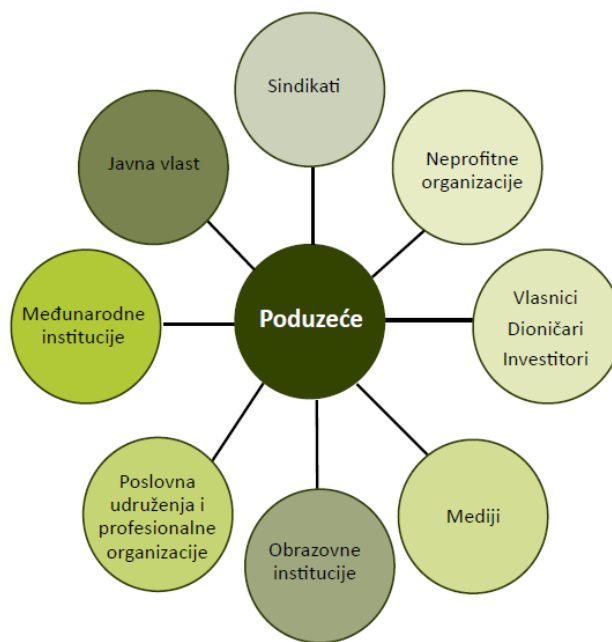 Sindikati
Neprofitne
organizacije
Vlasnici
Dioničari
Investitori
Mediji
Obrazovne
institucije
Poslovna
udruženja i
profesionalne
organizacije
Međunarodne
institucije
Javna vlast
Poduzeće